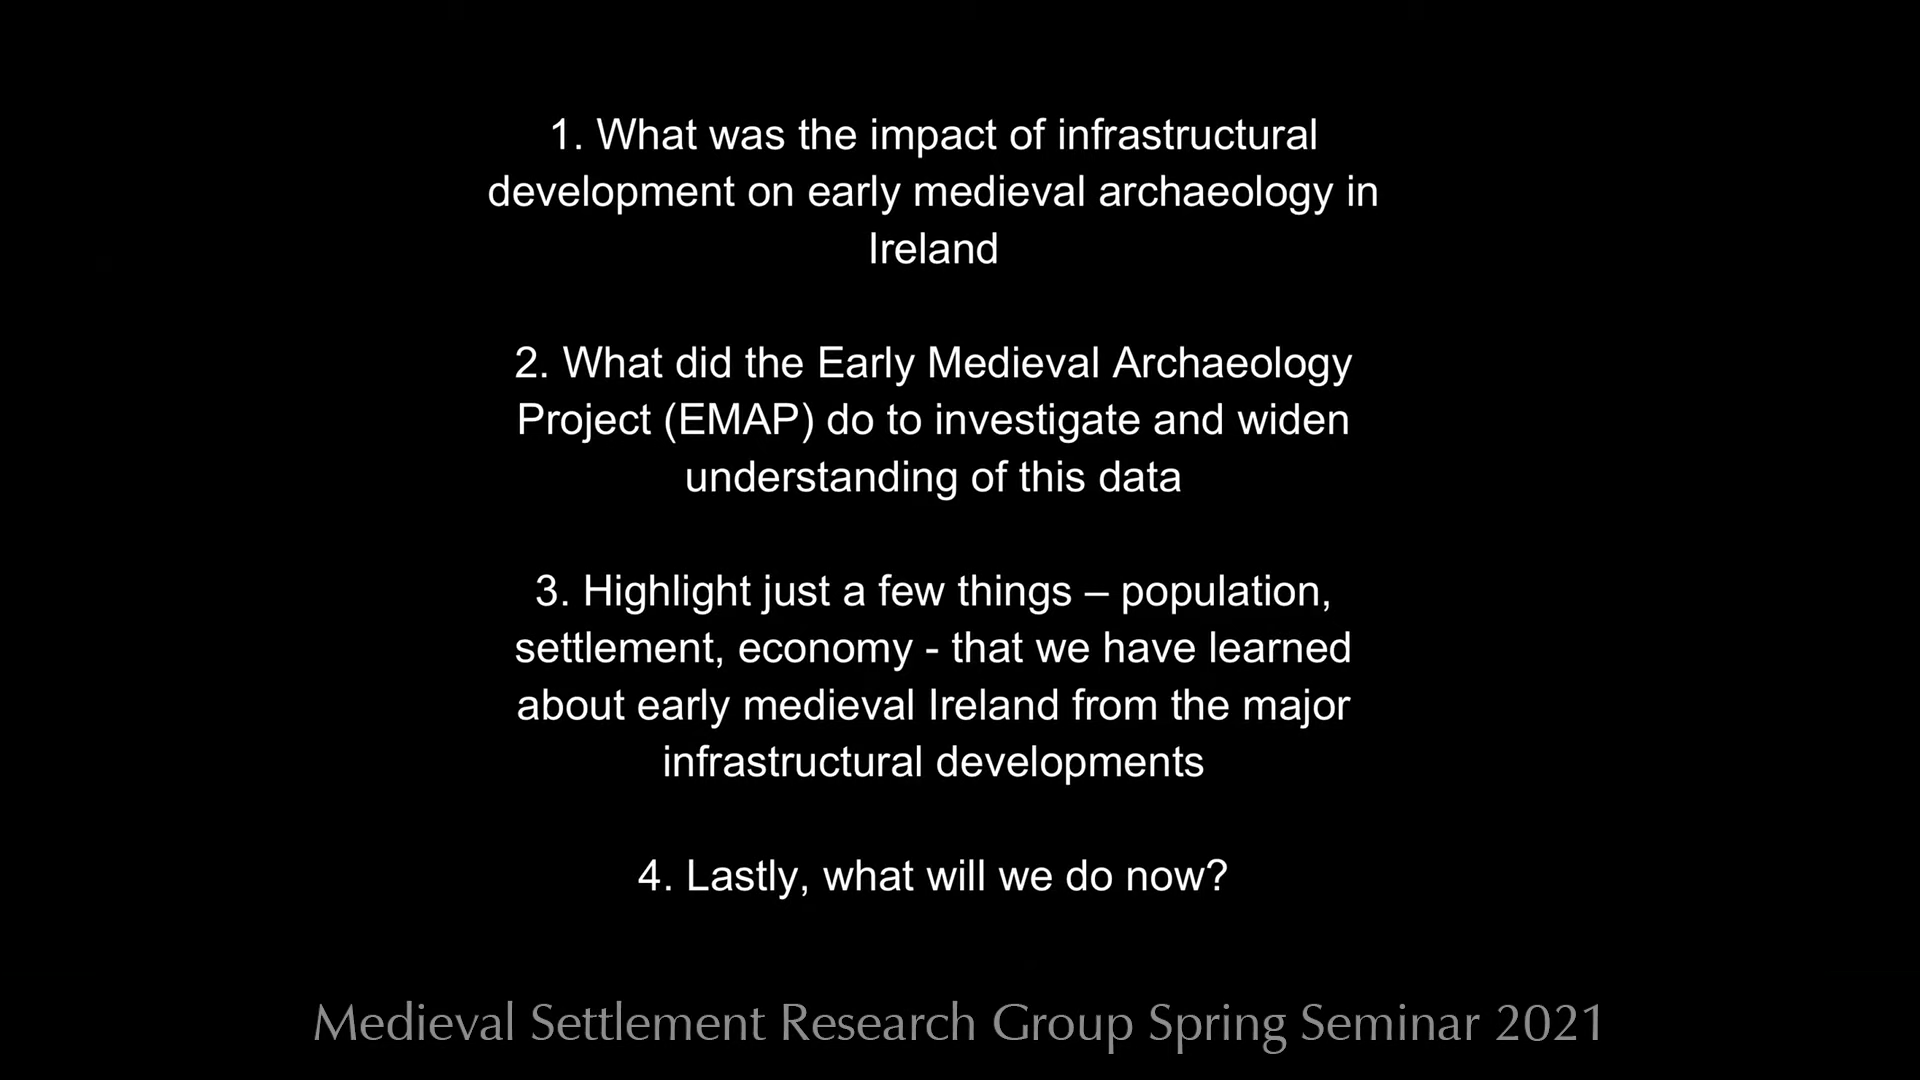 1. What was the impact of infrastructural
development on early medieval archaeology in
Ireland
2. What did the Early Medieval Archaeology
Project (EMAP) do to investigate and widen
understanding of this data
3. Highlight just a few things – population,
settlement, economy - that we have learned
about early medieval Ireland from the major
infrastructural developments
4. Lastly, what will we do now?
Medieval Settlement Research Group Spring Seminar 2021